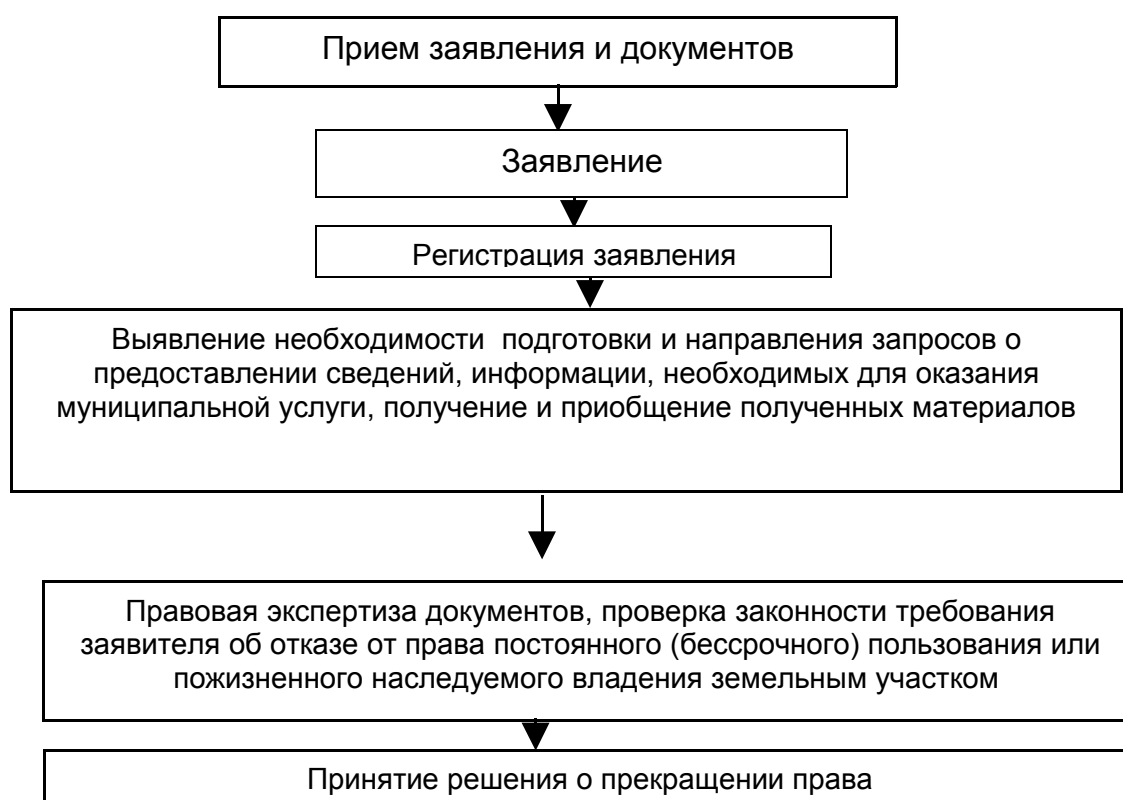 Прием заявления и документов
Заявление
Регистрация заявления
Выявление необходимости  подготовки и направления запросов о
предоставлении сведений, информации, необходимых для оказания
муниципальной услуги, получение и приобщение полученных материалов
Правовая экспертиза документов, проверка законности требования
заявителя об отказе от права постоянного (бессрочного) пользования или
пожизненного наследуемого владения земельным участком
Принятие решения о прекращении права